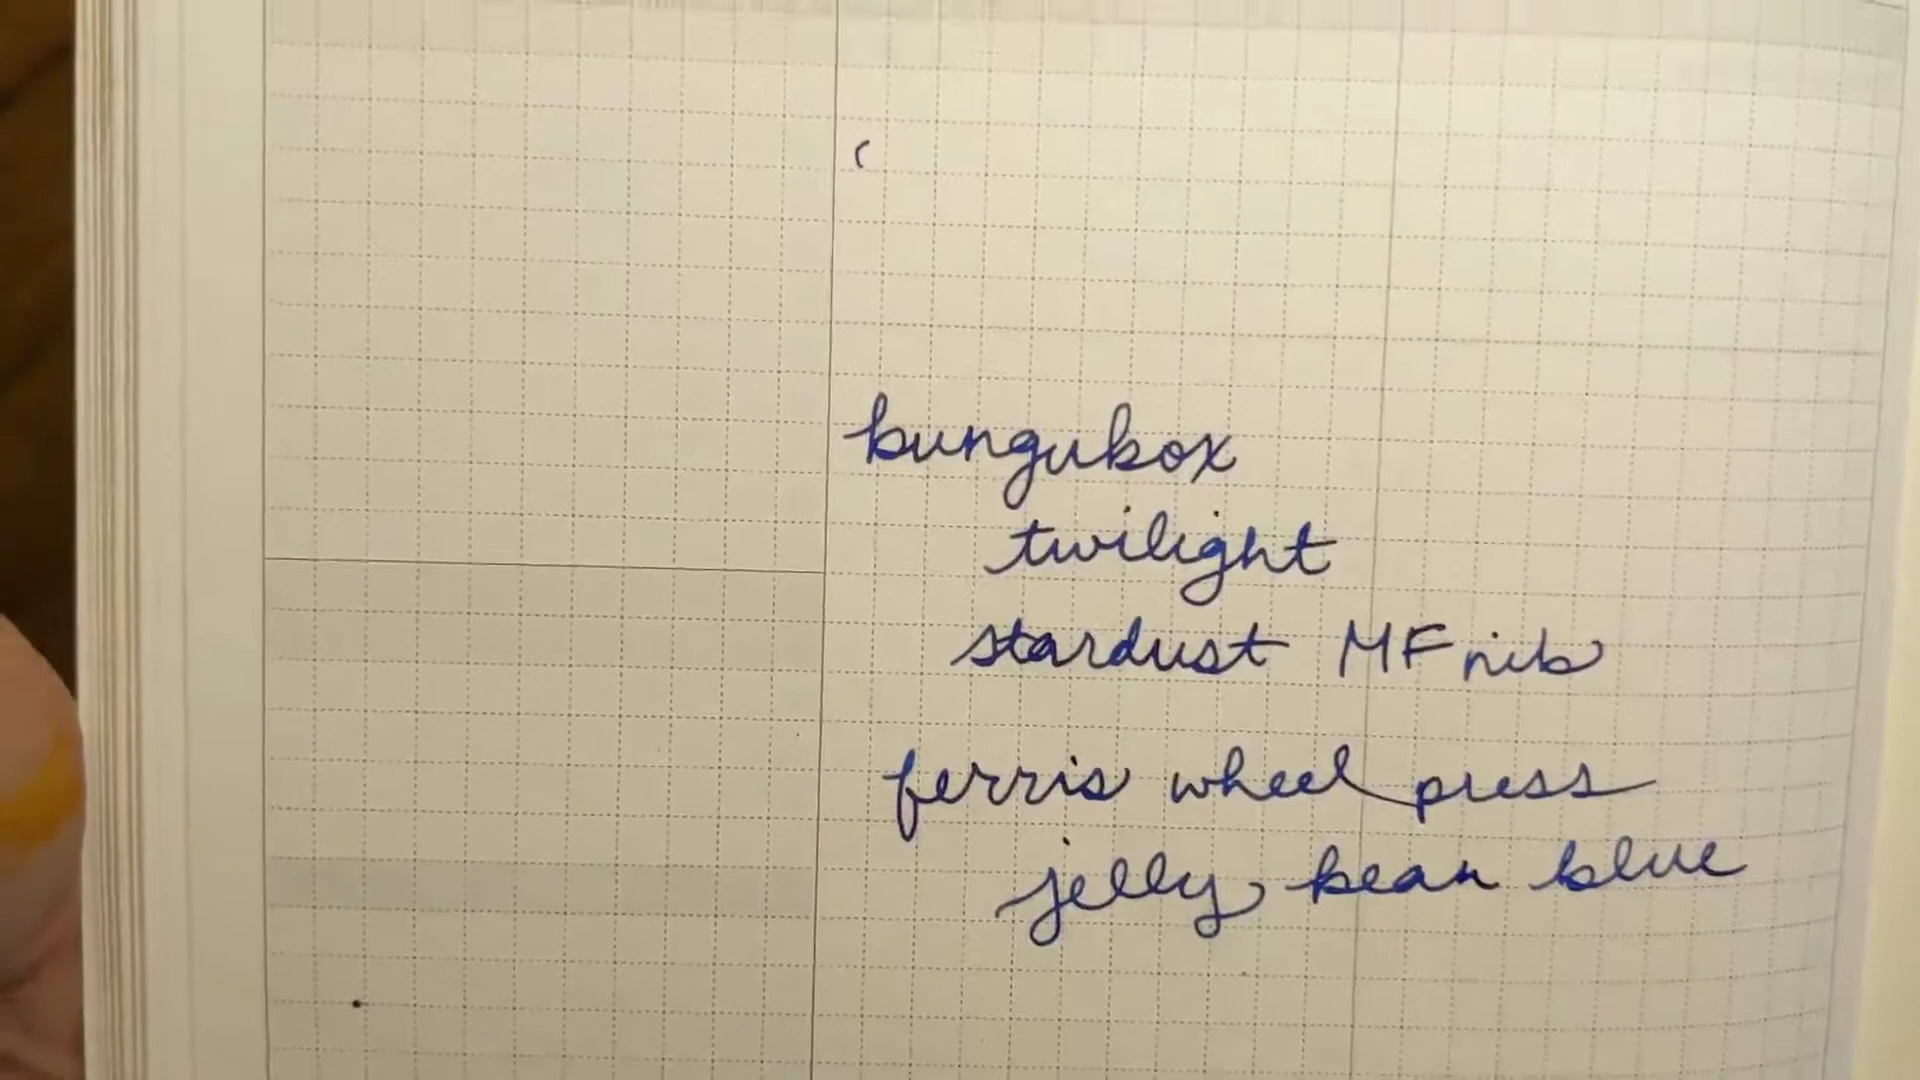 bungubox
twilight
stardust MF nib
ferris wheel press
jelly bean blue